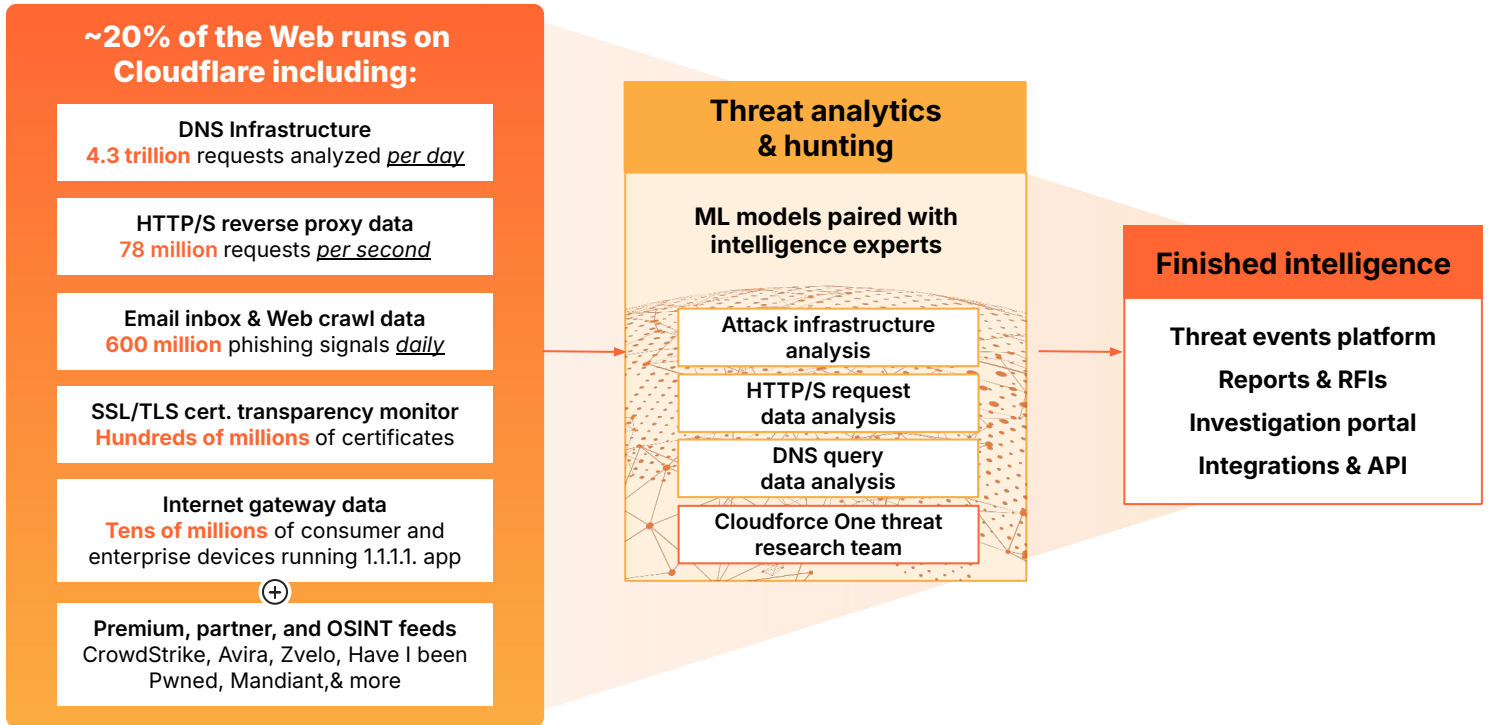 ~20% of the Web runs on
Cloudflare including:
DNS Infrastructure
4.3 trillion requests analyzed per day
HTTP/S reverse proxy data
78 million requests per second
Email inbox & Web crawl data
600 million phishing signals daily
SSL/TLS cert. transparency monitor
Hundreds of millions of certificates
Internet gateway data
Tens of millions of consumer and
enterprise devices running 1.1.1.1. app
+
Premium, partner, and OSINT feeds
CrowdStrike, Avira, Zvelo, Have I been
Pwned, Mandiant,& more
Threat analytics
& hunting
ML models paired with
intelligence experts
Attack infrastructure
analysis
HTTP/S request
data analysis
DNS query
data analysis
Cloudforce One threat
research team
Finished intelligence
Threat events platform
Reports & RFIs
Investigation portal
Integrations & API